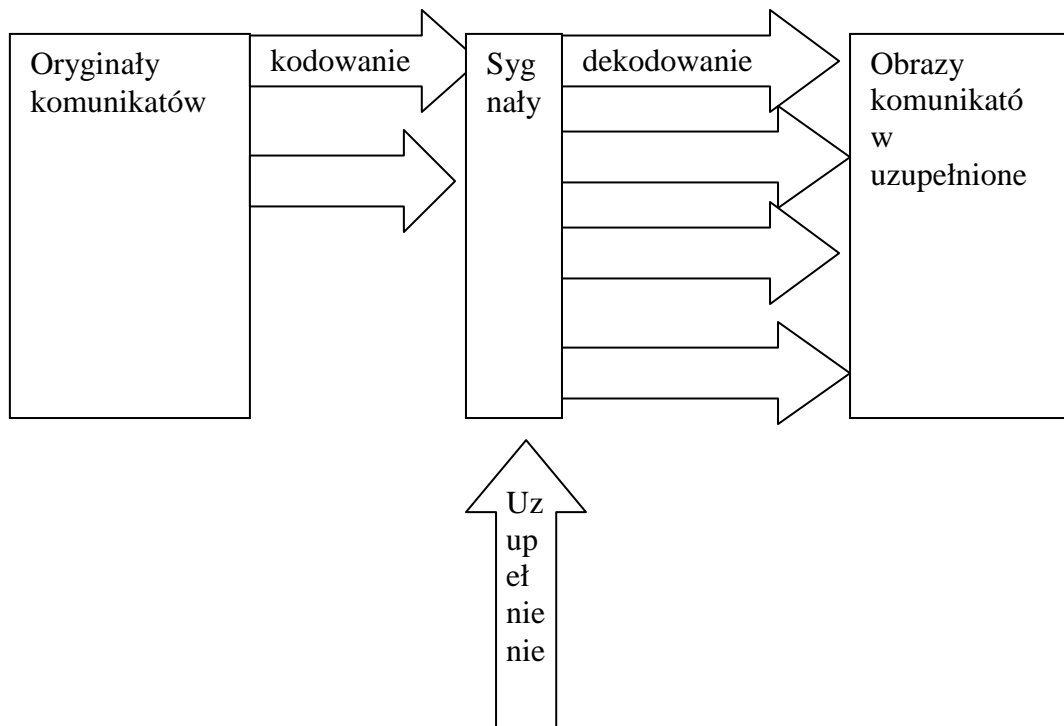 Oryginały
komunikatów
kodowanie
Syg
nały
dekodowanie
Obrazy
komunikató
w
uzupełnione
Uz
up
eł
nie
nie